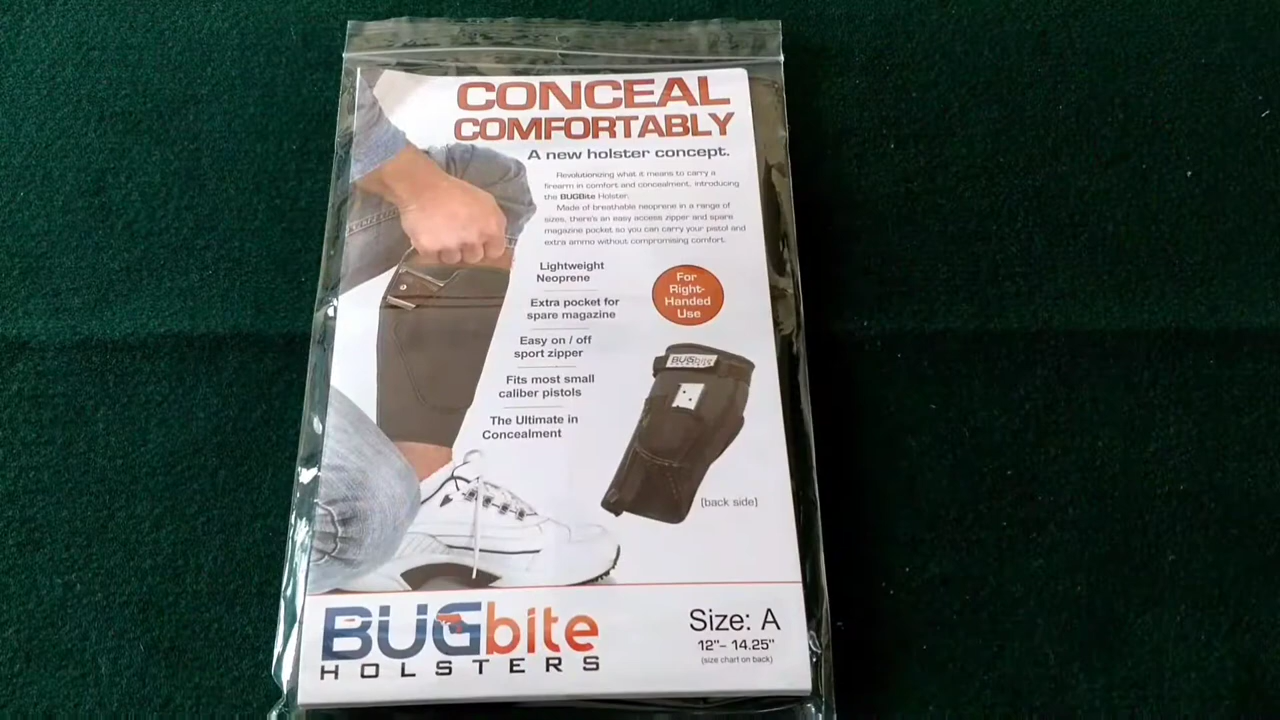 CONCEAL
COMFORTABLY
A new holster concept.
Revolutionizing what it means to carry a
firearm in comfort and concealment, introducing
the BUGBite Holster.
Made of breathable neoprene in a range of
sizes, there's an easy access zipper and spare
magazine pocket so you can carry your pistol and
extra ammo without compromising comfort.
Lightweight
Neoprene
Extra pocket for
spare magazine
Easy on / off
sport zipper
Fits most small
caliber pistols
The Ultimate in
Concealment
For
Right-
Handed
Use
BUGbite
[back side]
BUGbite
HOLSTERS
Size: A
12"– 14.25"
(size chart on back)